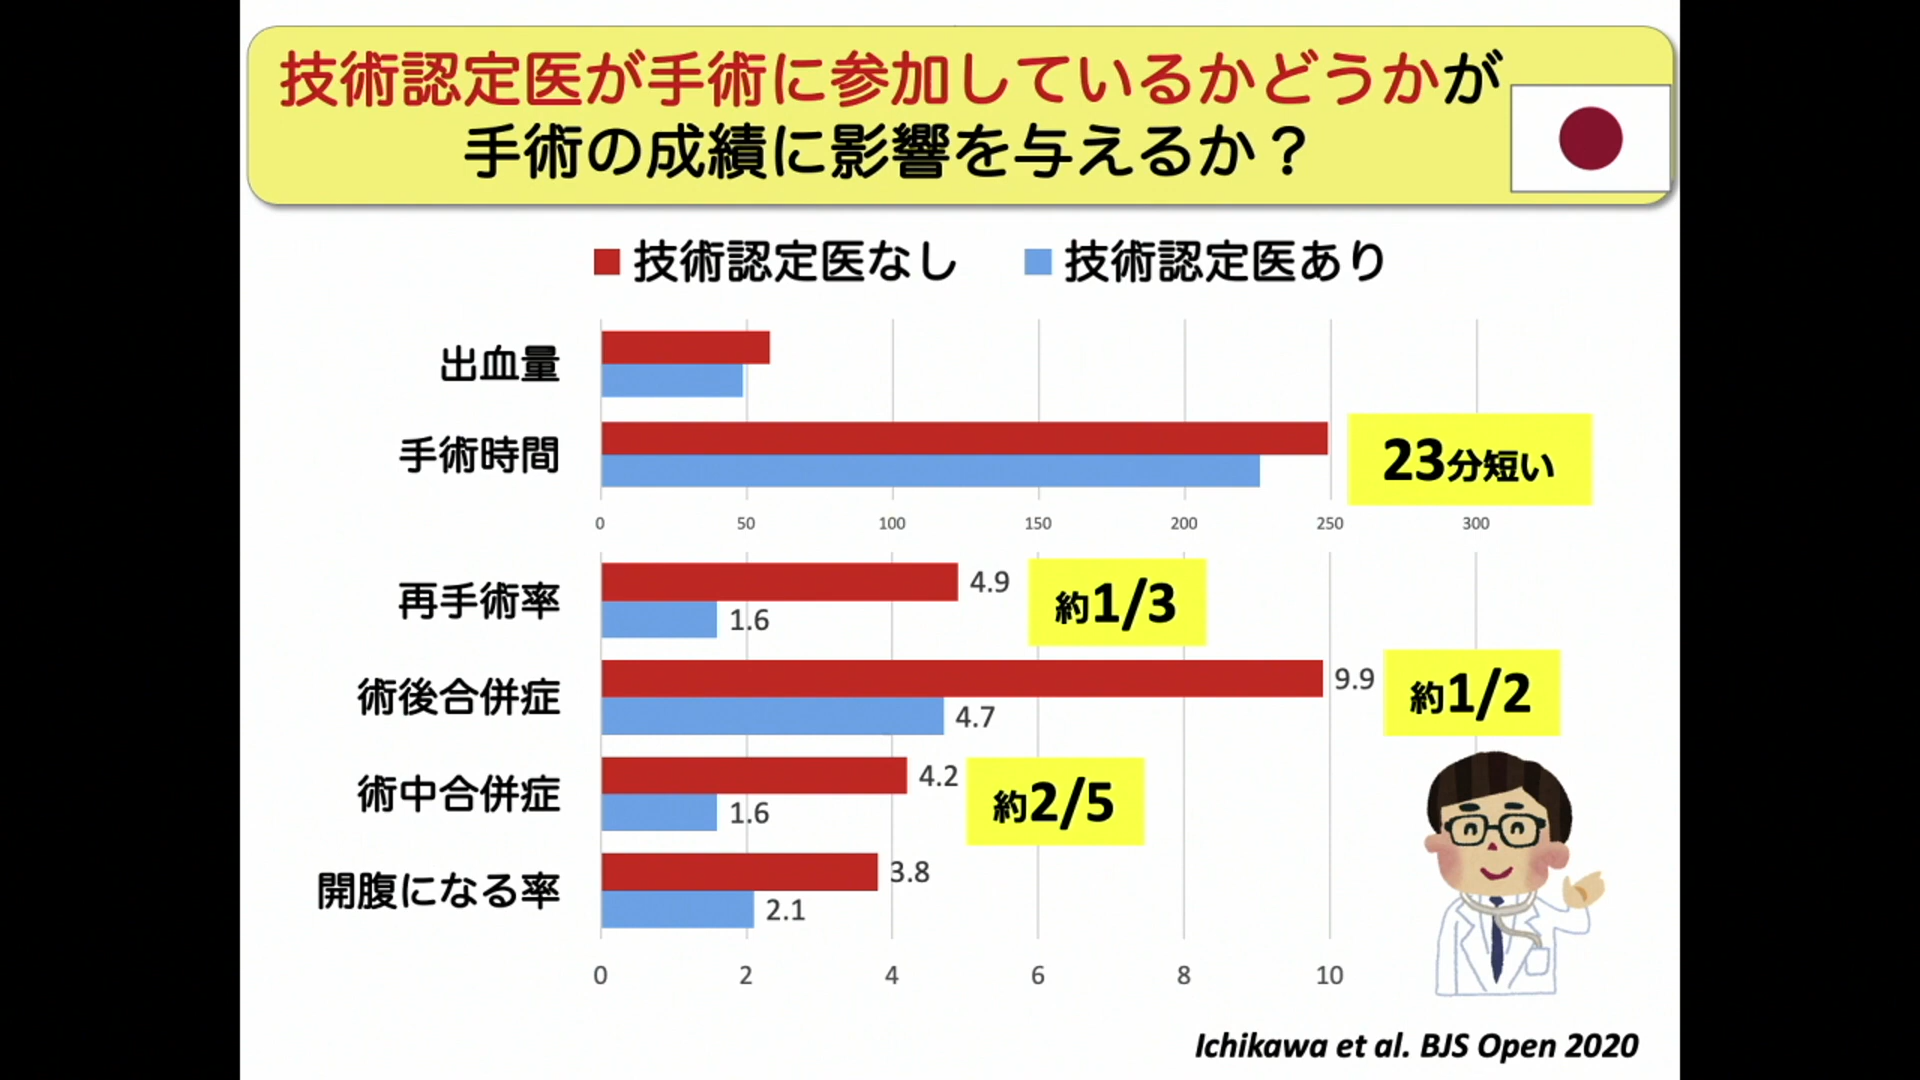 技術認定医が手術に参加しているかどうかが
手術の成績に影響を与えるか？
技術認定医なし 技術認定医あり
出血量
手術時間
23分短い
0 50 100 150 200 250 300
再手術率
4.9
1.6
約1/3
術後合併症
9.9
4.7
約1/2
術中合併症
4.2
1.6
約2/5
開腹になる率
3.8
2.1
0 2 4 6 8 10
Ichikawa et al. BJS Open 2020